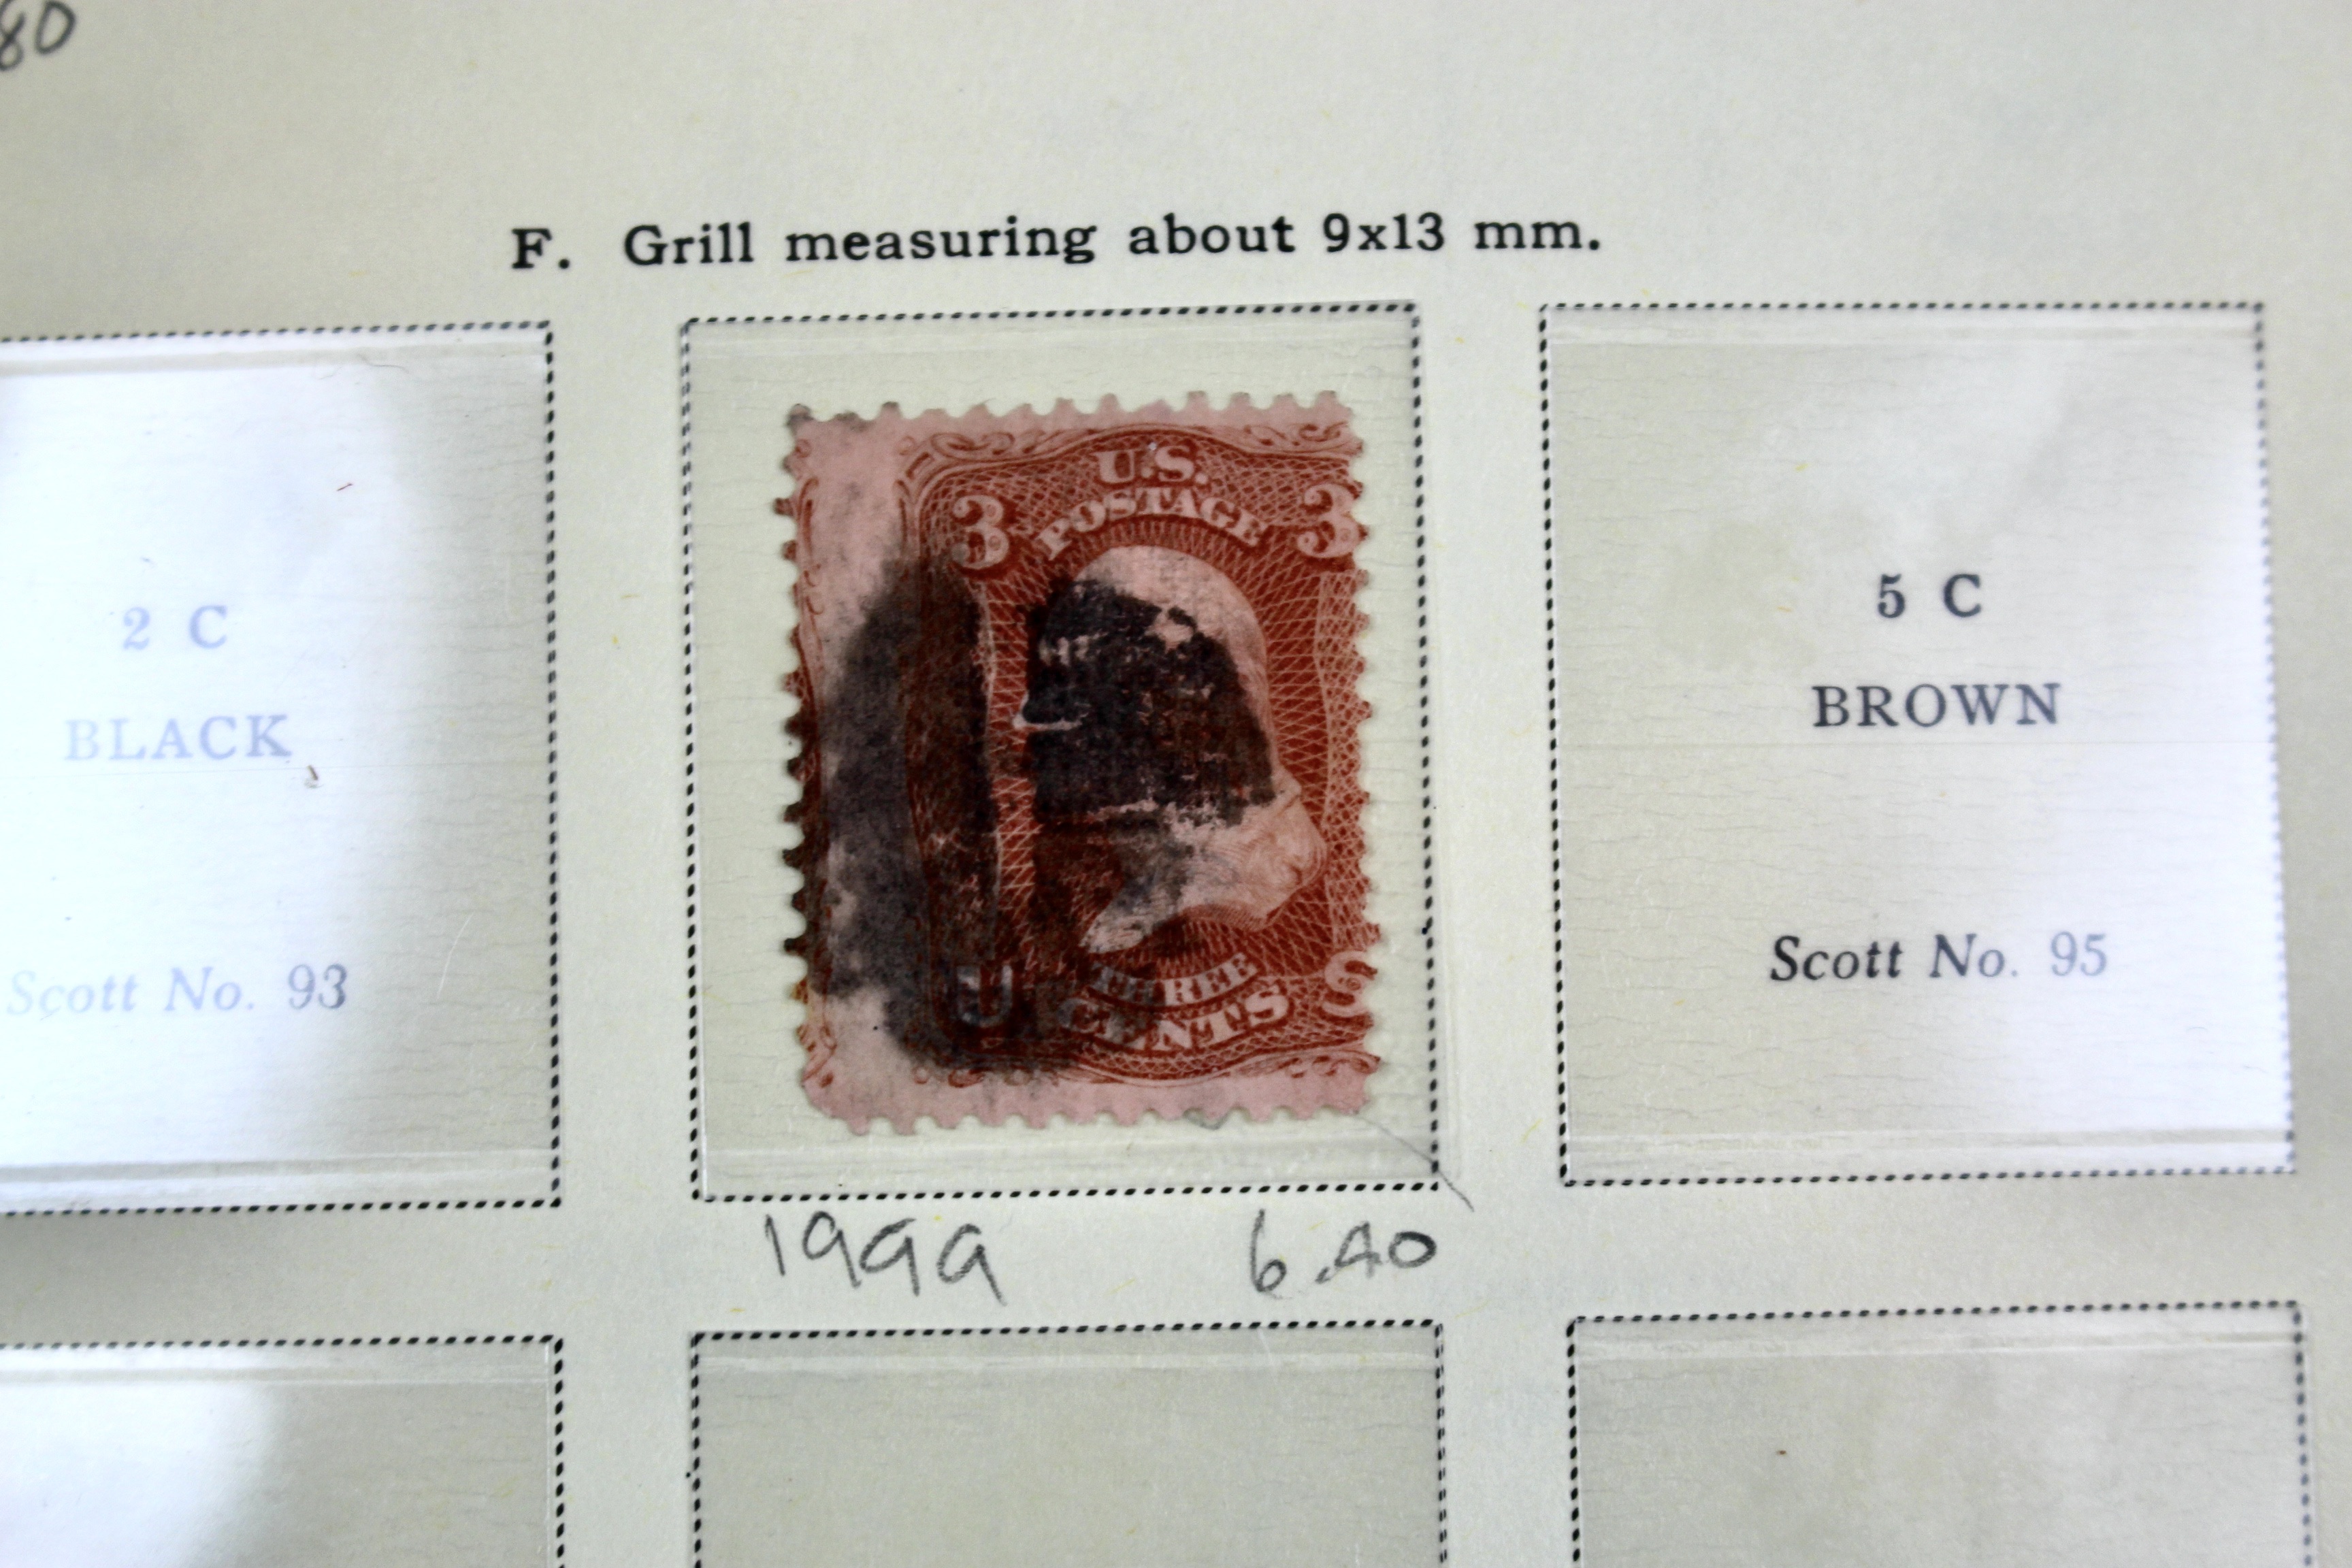 80
F. Grill measuring about 9x13 mm.
2 C
BLACK
Scott No. 93
U.S.
POSTAGE
3 3
U S
THREE
CENTS
5 C
BROWN
Scott No. 95
1999 6.40